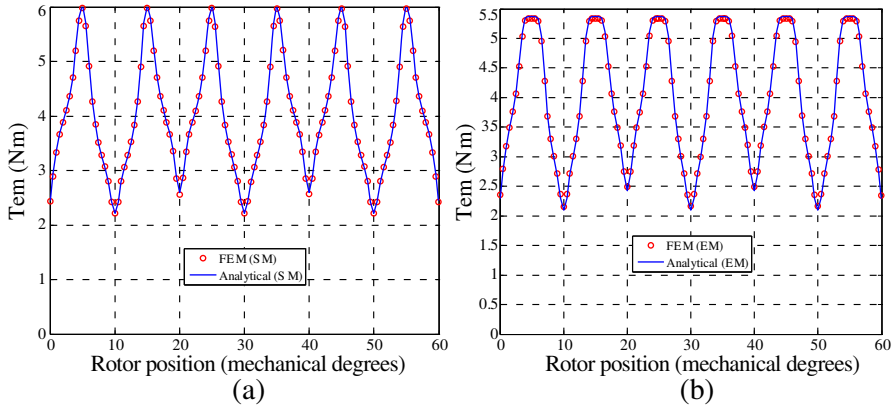 6
5
4
3
2
1
0
Tem (Nm)
FEM (SM)
Analytical (SM)
0 10 20 30 40 50 60
Rotor position (mechanical degrees)
(a)
5.5
5
4.5
4
3.5
3
2.5
2
1.5
1
0.5
0
Tem (Nm)
FEM (EM)
Analytical (EM)
0 10 20 30 40 50 60
Rotor position (mechanical degrees)
(b)